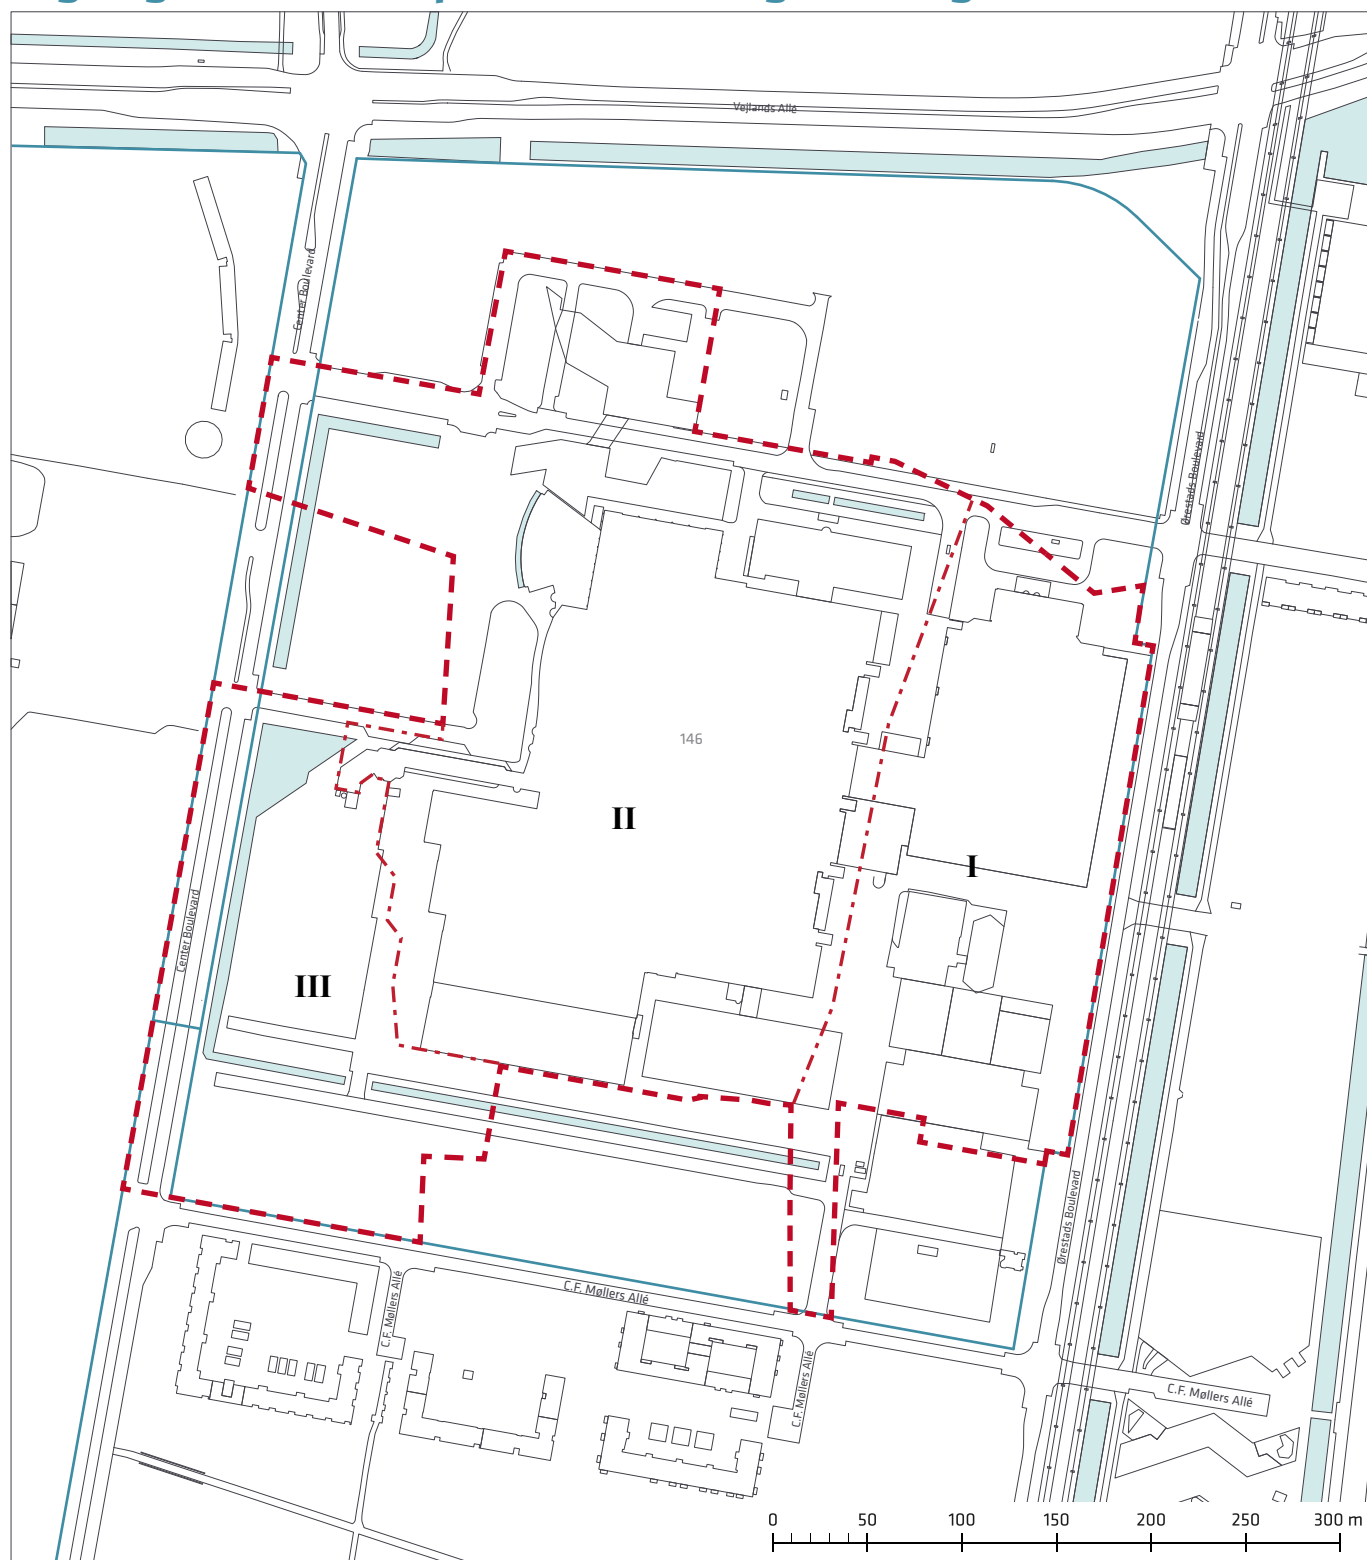 Vejlands Allé
Center Boulevard
Ørestads Boulevard
146
II
I
Center Boulevard
III
Ørestads Boulevard
C.F. Møllers Allé
C.F. Møllers Allé
C.F. Møllers Allé
C.F. Møllers Allé
0 50 100 150 200 250 300 m